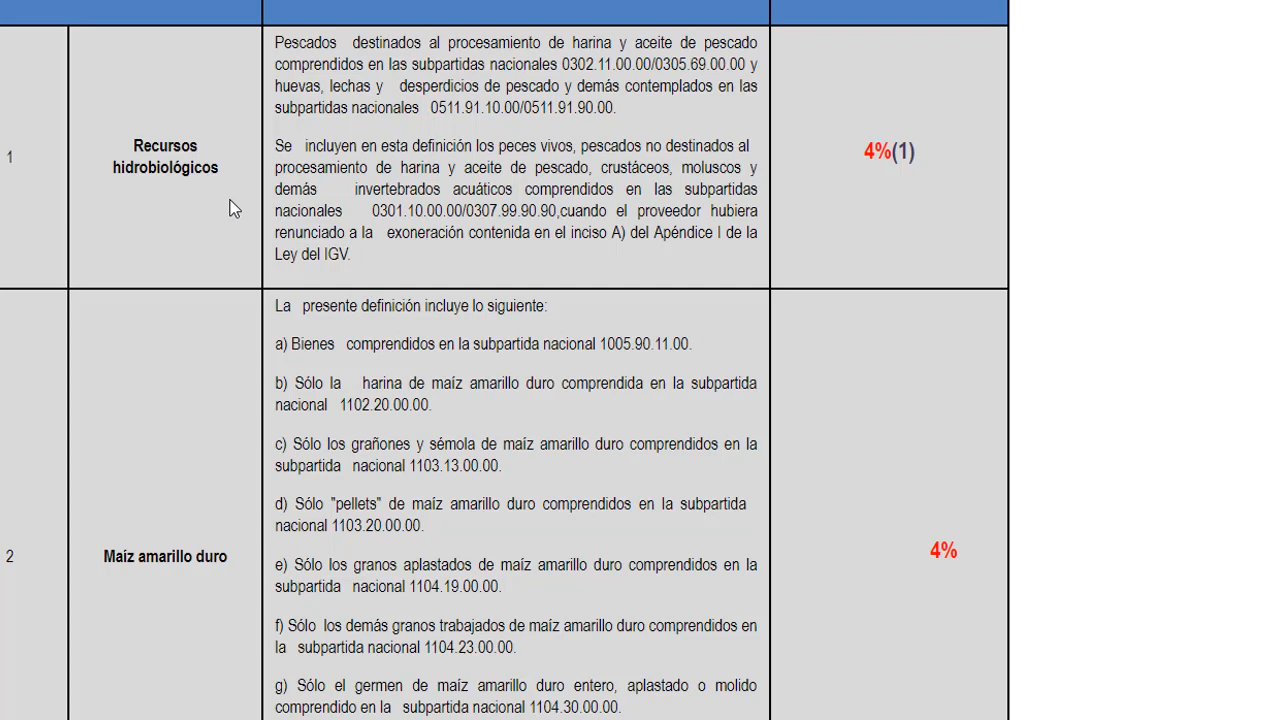 Pescados destinados al procesamiento de harina y aceite de pescado
comprendidos en las subpartidas nacionales 0302.11.00.00/0305.69.00.00 y
huevas, lechas y desperdicios de pescado y demás contemplados en las
subpartidas nacionales 0511.91.10.00/0511.91.90.00.
1
Recursos
hidrobiológicos
Se incluyen en esta definición los peces vivos, pescados no destinados al
procesamiento de harina y aceite de pescado, crustáceos, moluscos y
demás invertebrados acuáticos comprendidos en las subpartidas
nacionales 0301.10.00.00/0307.99.90.90,cuando el proveedor hubiera
renunciado a la exoneración contenida en el inciso A) del Apéndice I de la
Ley del IGV.
4%(1)
La presente definición incluye lo siguiente:
a) Bienes comprendidos en la subpartida nacional 1005.90.11.00.
b) Sólo la harina de maíz amarillo duro comprendida en la subpartida
nacional 1102.20.00.00.
c) Sólo los grañones y sémola de maíz amarillo duro comprendidos en la
subpartida nacional 1103.13.00.00.
d) Sólo "pellets" de maíz amarillo duro comprendidos en la subpartida
nacional 1103.20.00.00.
2
Maíz amarillo duro
e) Sólo los granos aplastados de maíz amarillo duro comprendidos en la
subpartida nacional 1104.19.00.00.
f) Sólo los demás granos trabajados de maíz amarillo duro comprendidos en
la subpartida nacional 1104.23.00.00.
g) Sólo el germen de maíz amarillo duro entero, aplastado o molido
comprendido en la subpartida nacional 1104.30.00.00.
4%